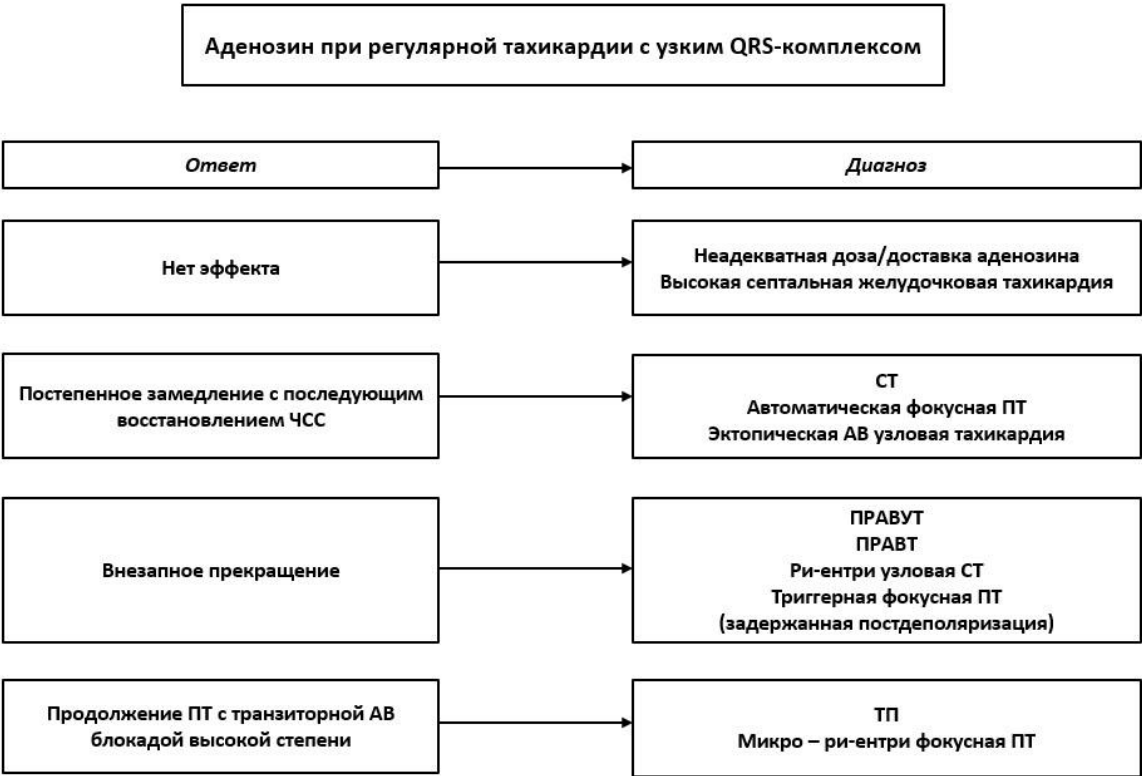 Аденозин при регулярной тахикардии с узким QRS-комплексом
Ответ
Диагноз
Нет эффекта
Неадекватная доза/доставка аденозина
Высокая септальная желудочковая тахикардия
Постепенное замедление с последующим
восстановлением ЧСС
СТ
Автоматическая фокусная ПТ
Эктопическая АВ узловая тахикардия
Внезапное прекращение
ПРАВУТ
ПРАВТ
Ри-ентри узловая СТ
Триггерная фокусная ПТ
(задержанная постдеполяризация)
Продолжение ПТ с транзиторной АВ
блокадой высокой степени
ТП
Микро – ри-ентри фокусная ПТ